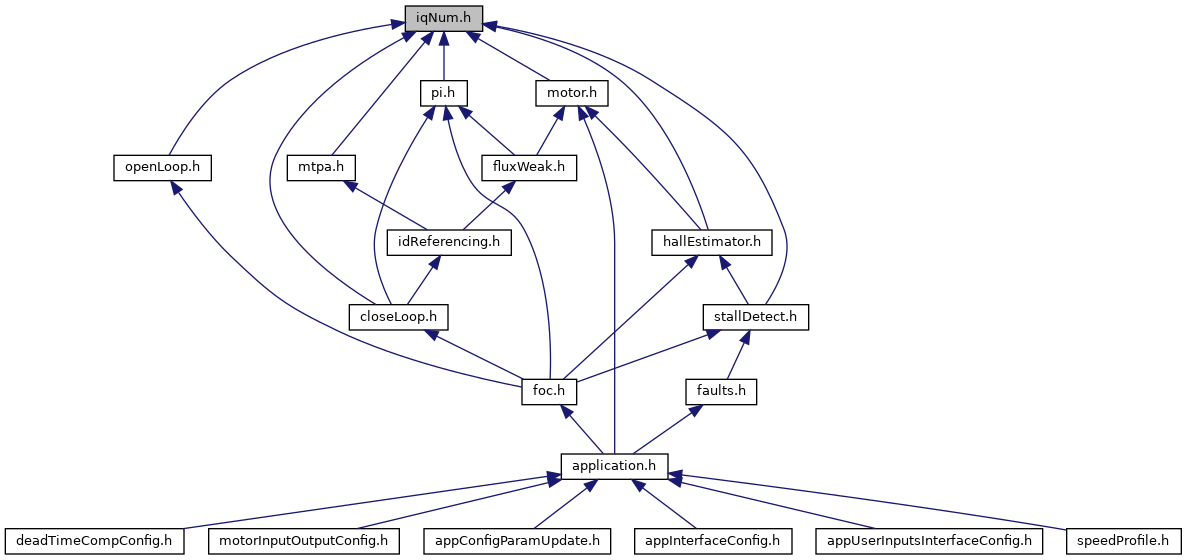 iqNum.h
pi.h
motor.h
openLoop.h
mtpa.h
fluxWeak.h
idReferencing.h
hallEstimator.h
closeLoop.h
stallDetect.h
foc.h
faults.h
application.h
deadTimeCompConfig.h
motorInputOutputConfig.h
appConfigParamUpdate.h
appInterfaceConfig.h
appUserInputsInterfaceConfig.h
speedProfile.h